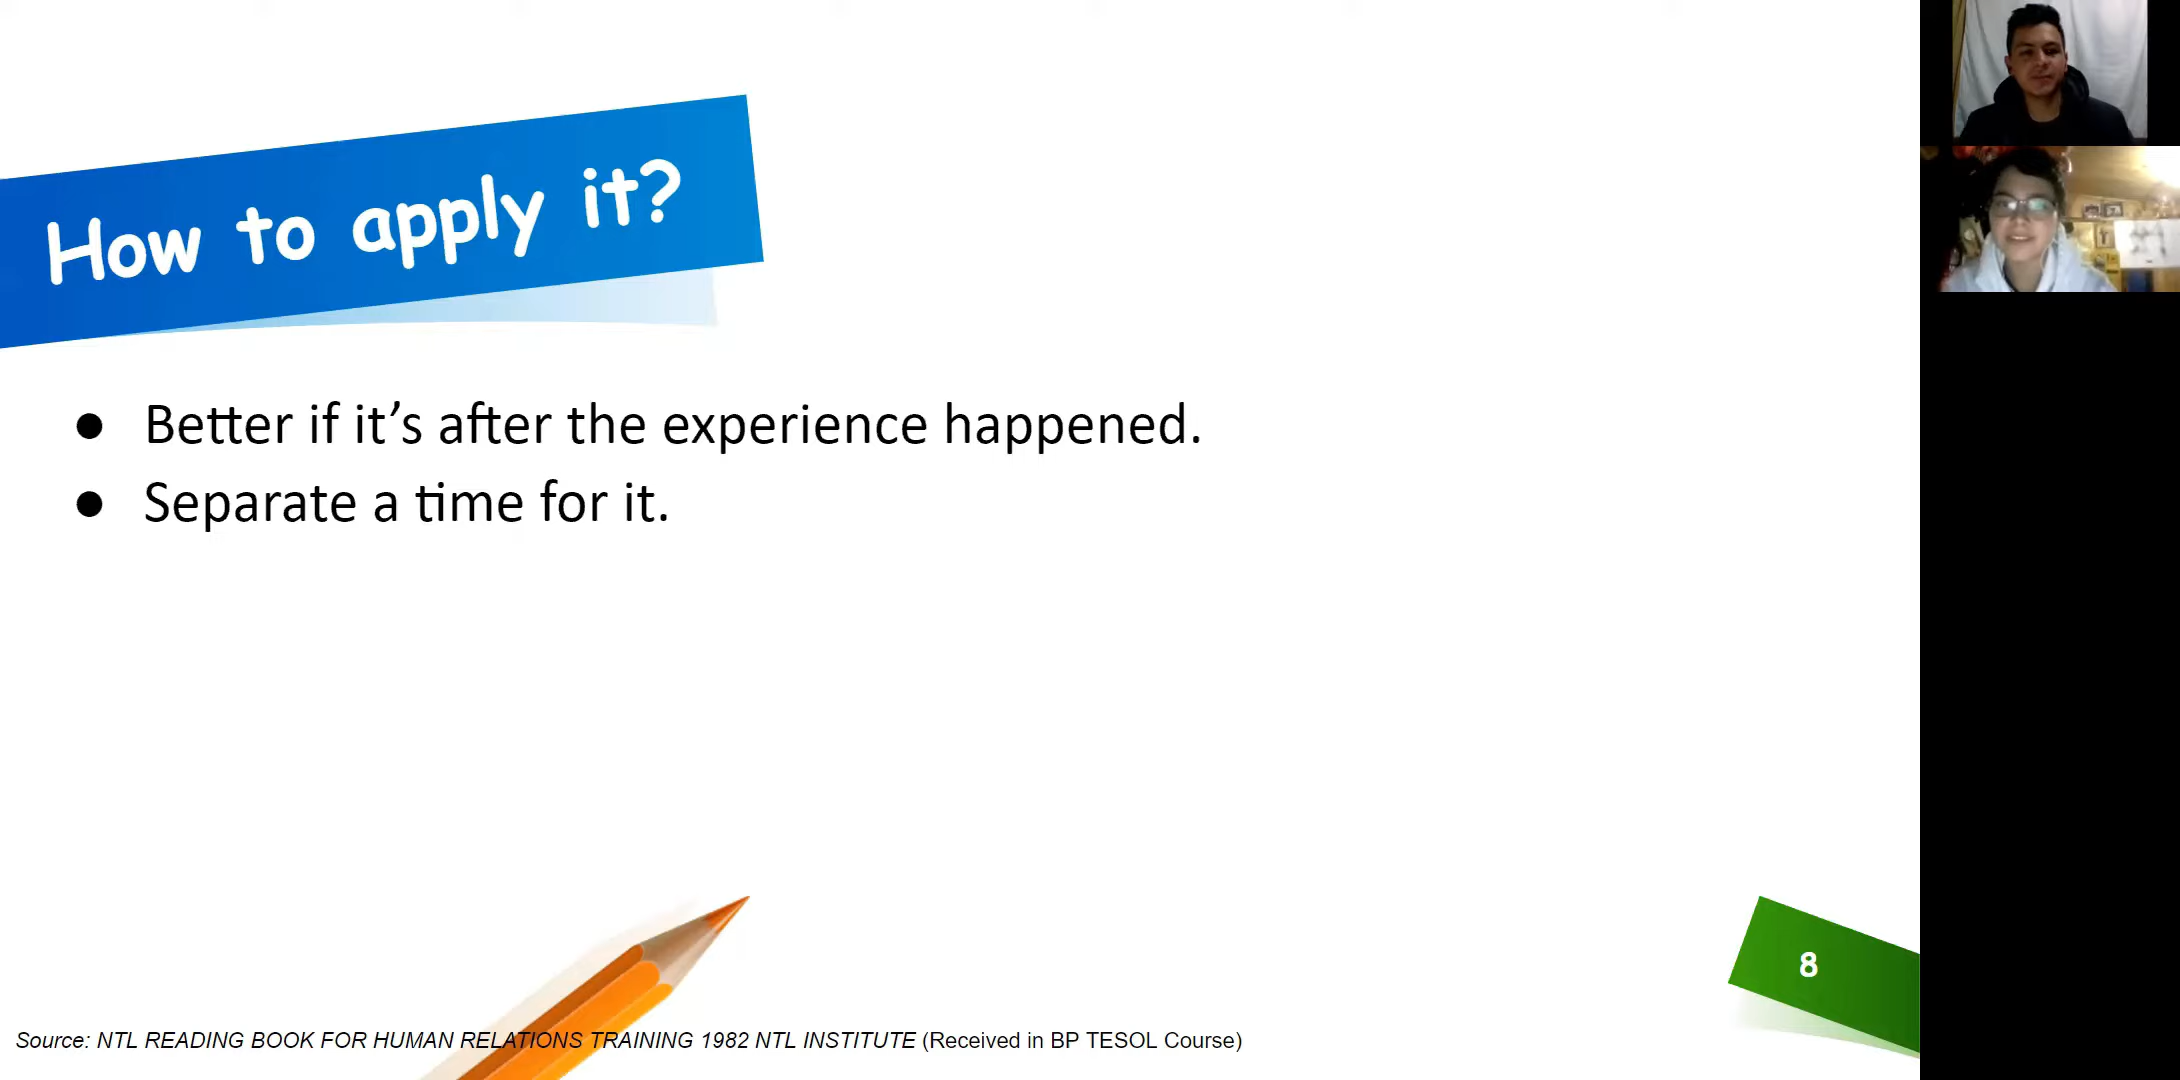 How to apply it?
● Better if it’s after the experience happened.
● Separate a time for it.
8
Source: NTL READING BOOK FOR HUMAN RELATIONS TRAINING 1982 NTL INSTITUTE (Received in BP TESOL Course)